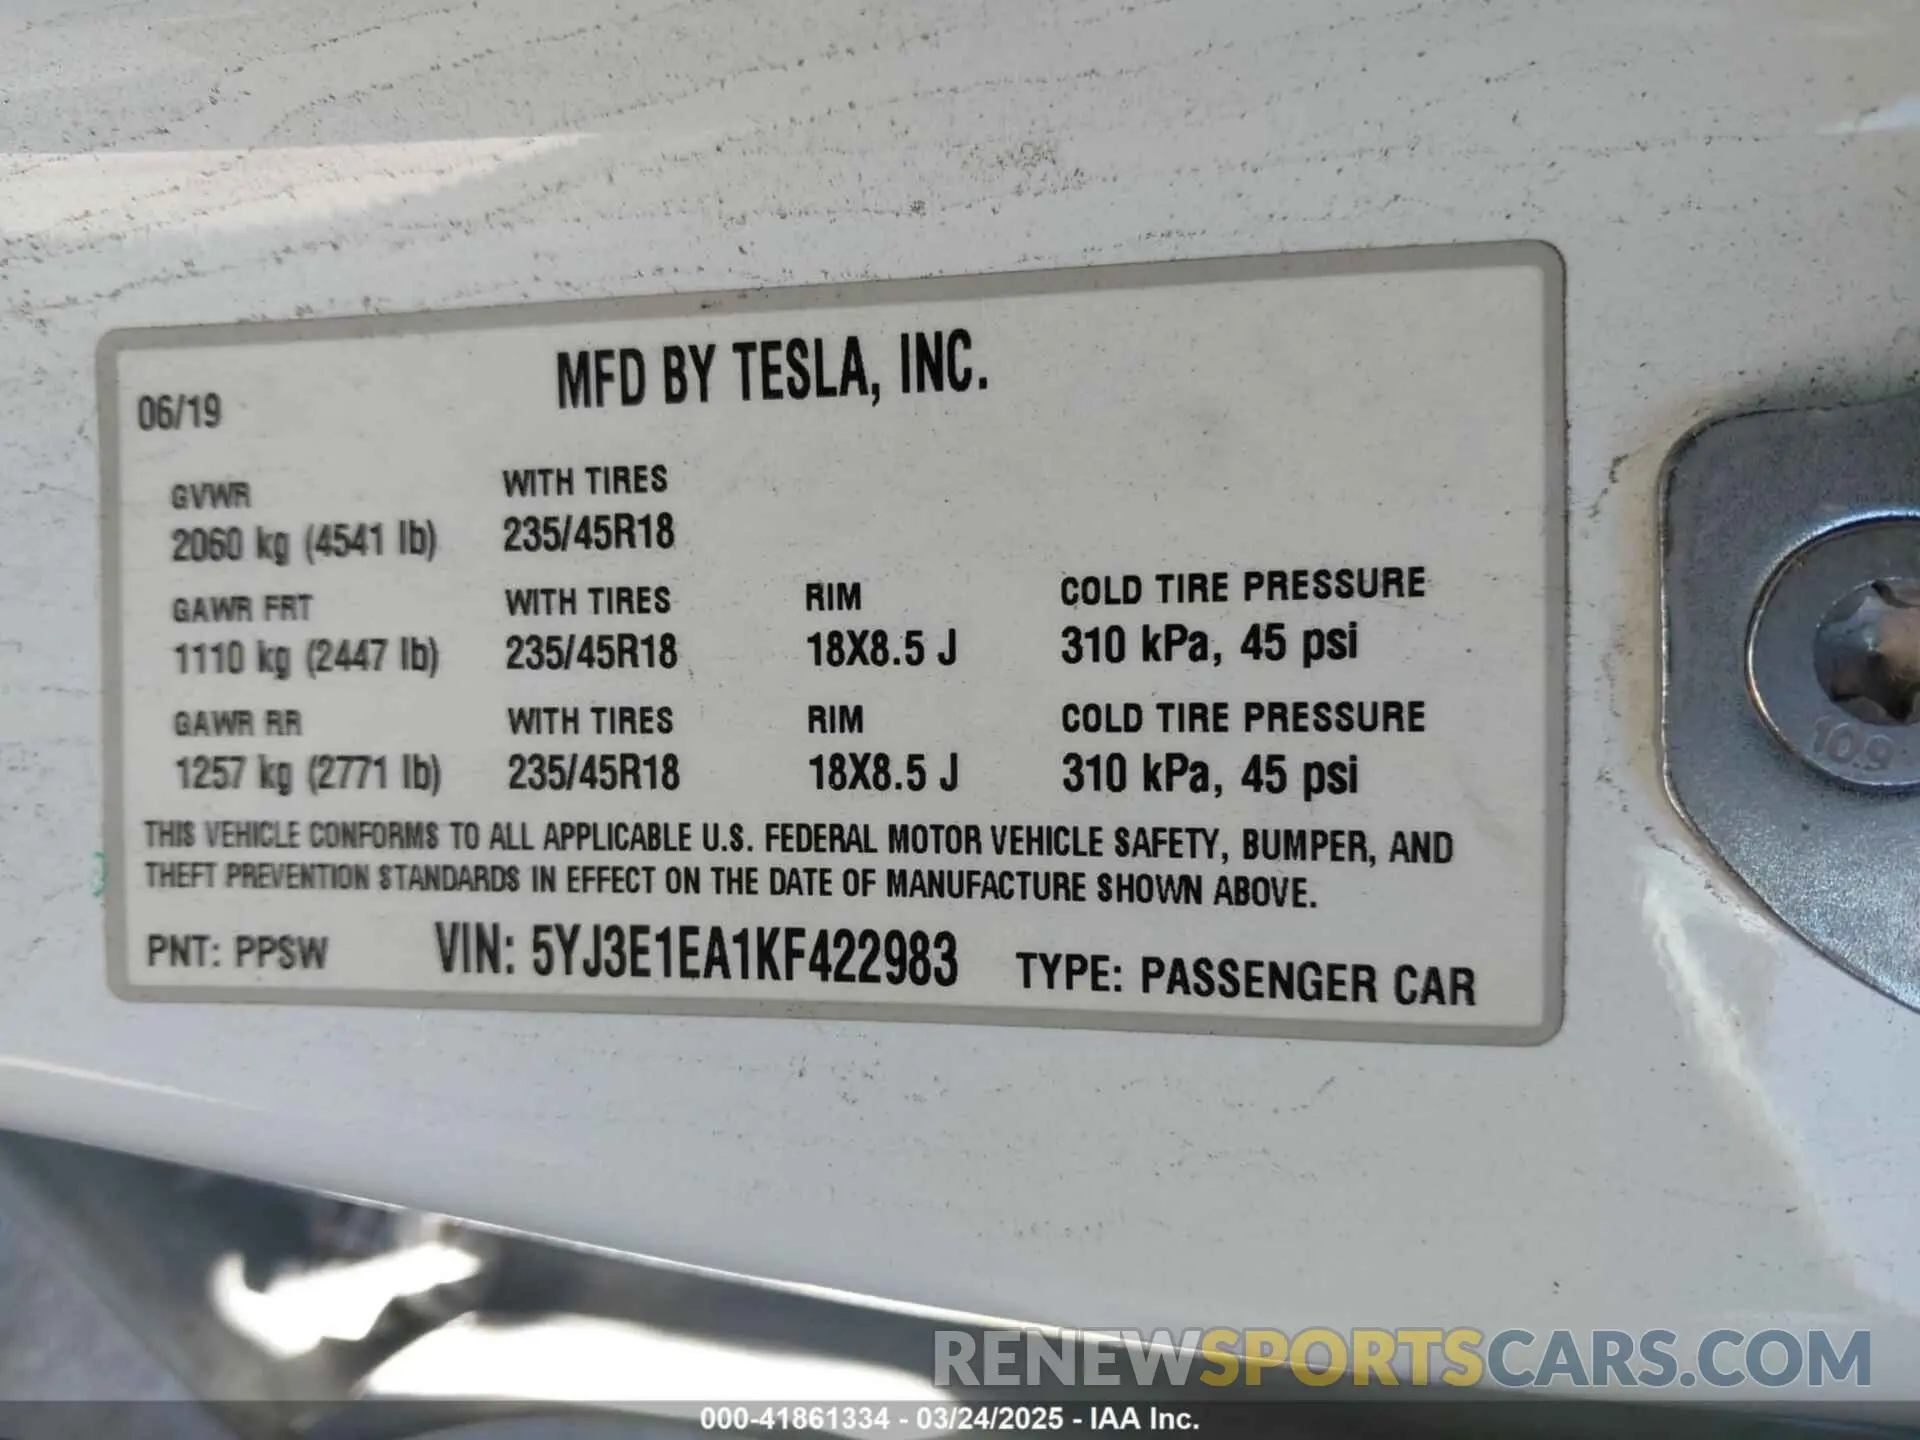 MFD BY TESLA, INC.
06/19
GVWR WITH TIRES
2060 kg (4541 lb) 235/45R18
GAWR FRT WITH TIRES RIM COLD TIRE PRESSURE
1110 kg (2447 lb) 235/45R18 18X8.5 J 310 kPa, 45 psi
GAWR RR WITH TIRES RIM COLD TIRE PRESSURE
1257 kg (2771 lb) 235/45R18 18X8.5 J 310 kPa, 45 psi
THIS VEHICLE CONFORMS TO ALL APPLICABLE U.S. FEDERAL MOTOR VEHICLE SAFETY, BUMPER, AND
THEFT PREVENTION STANDARDS IN EFFECT ON THE DATE OF MANUFACTURE SHOWN ABOVE.
PNT: PPSW VIN: 5YJ3E1EA1KF422983 TYPE: PASSENGER CAR
10.9
RENEWSPORTSCARS.COM
000-41861334 - 03/24/2025 - IAA Inc.